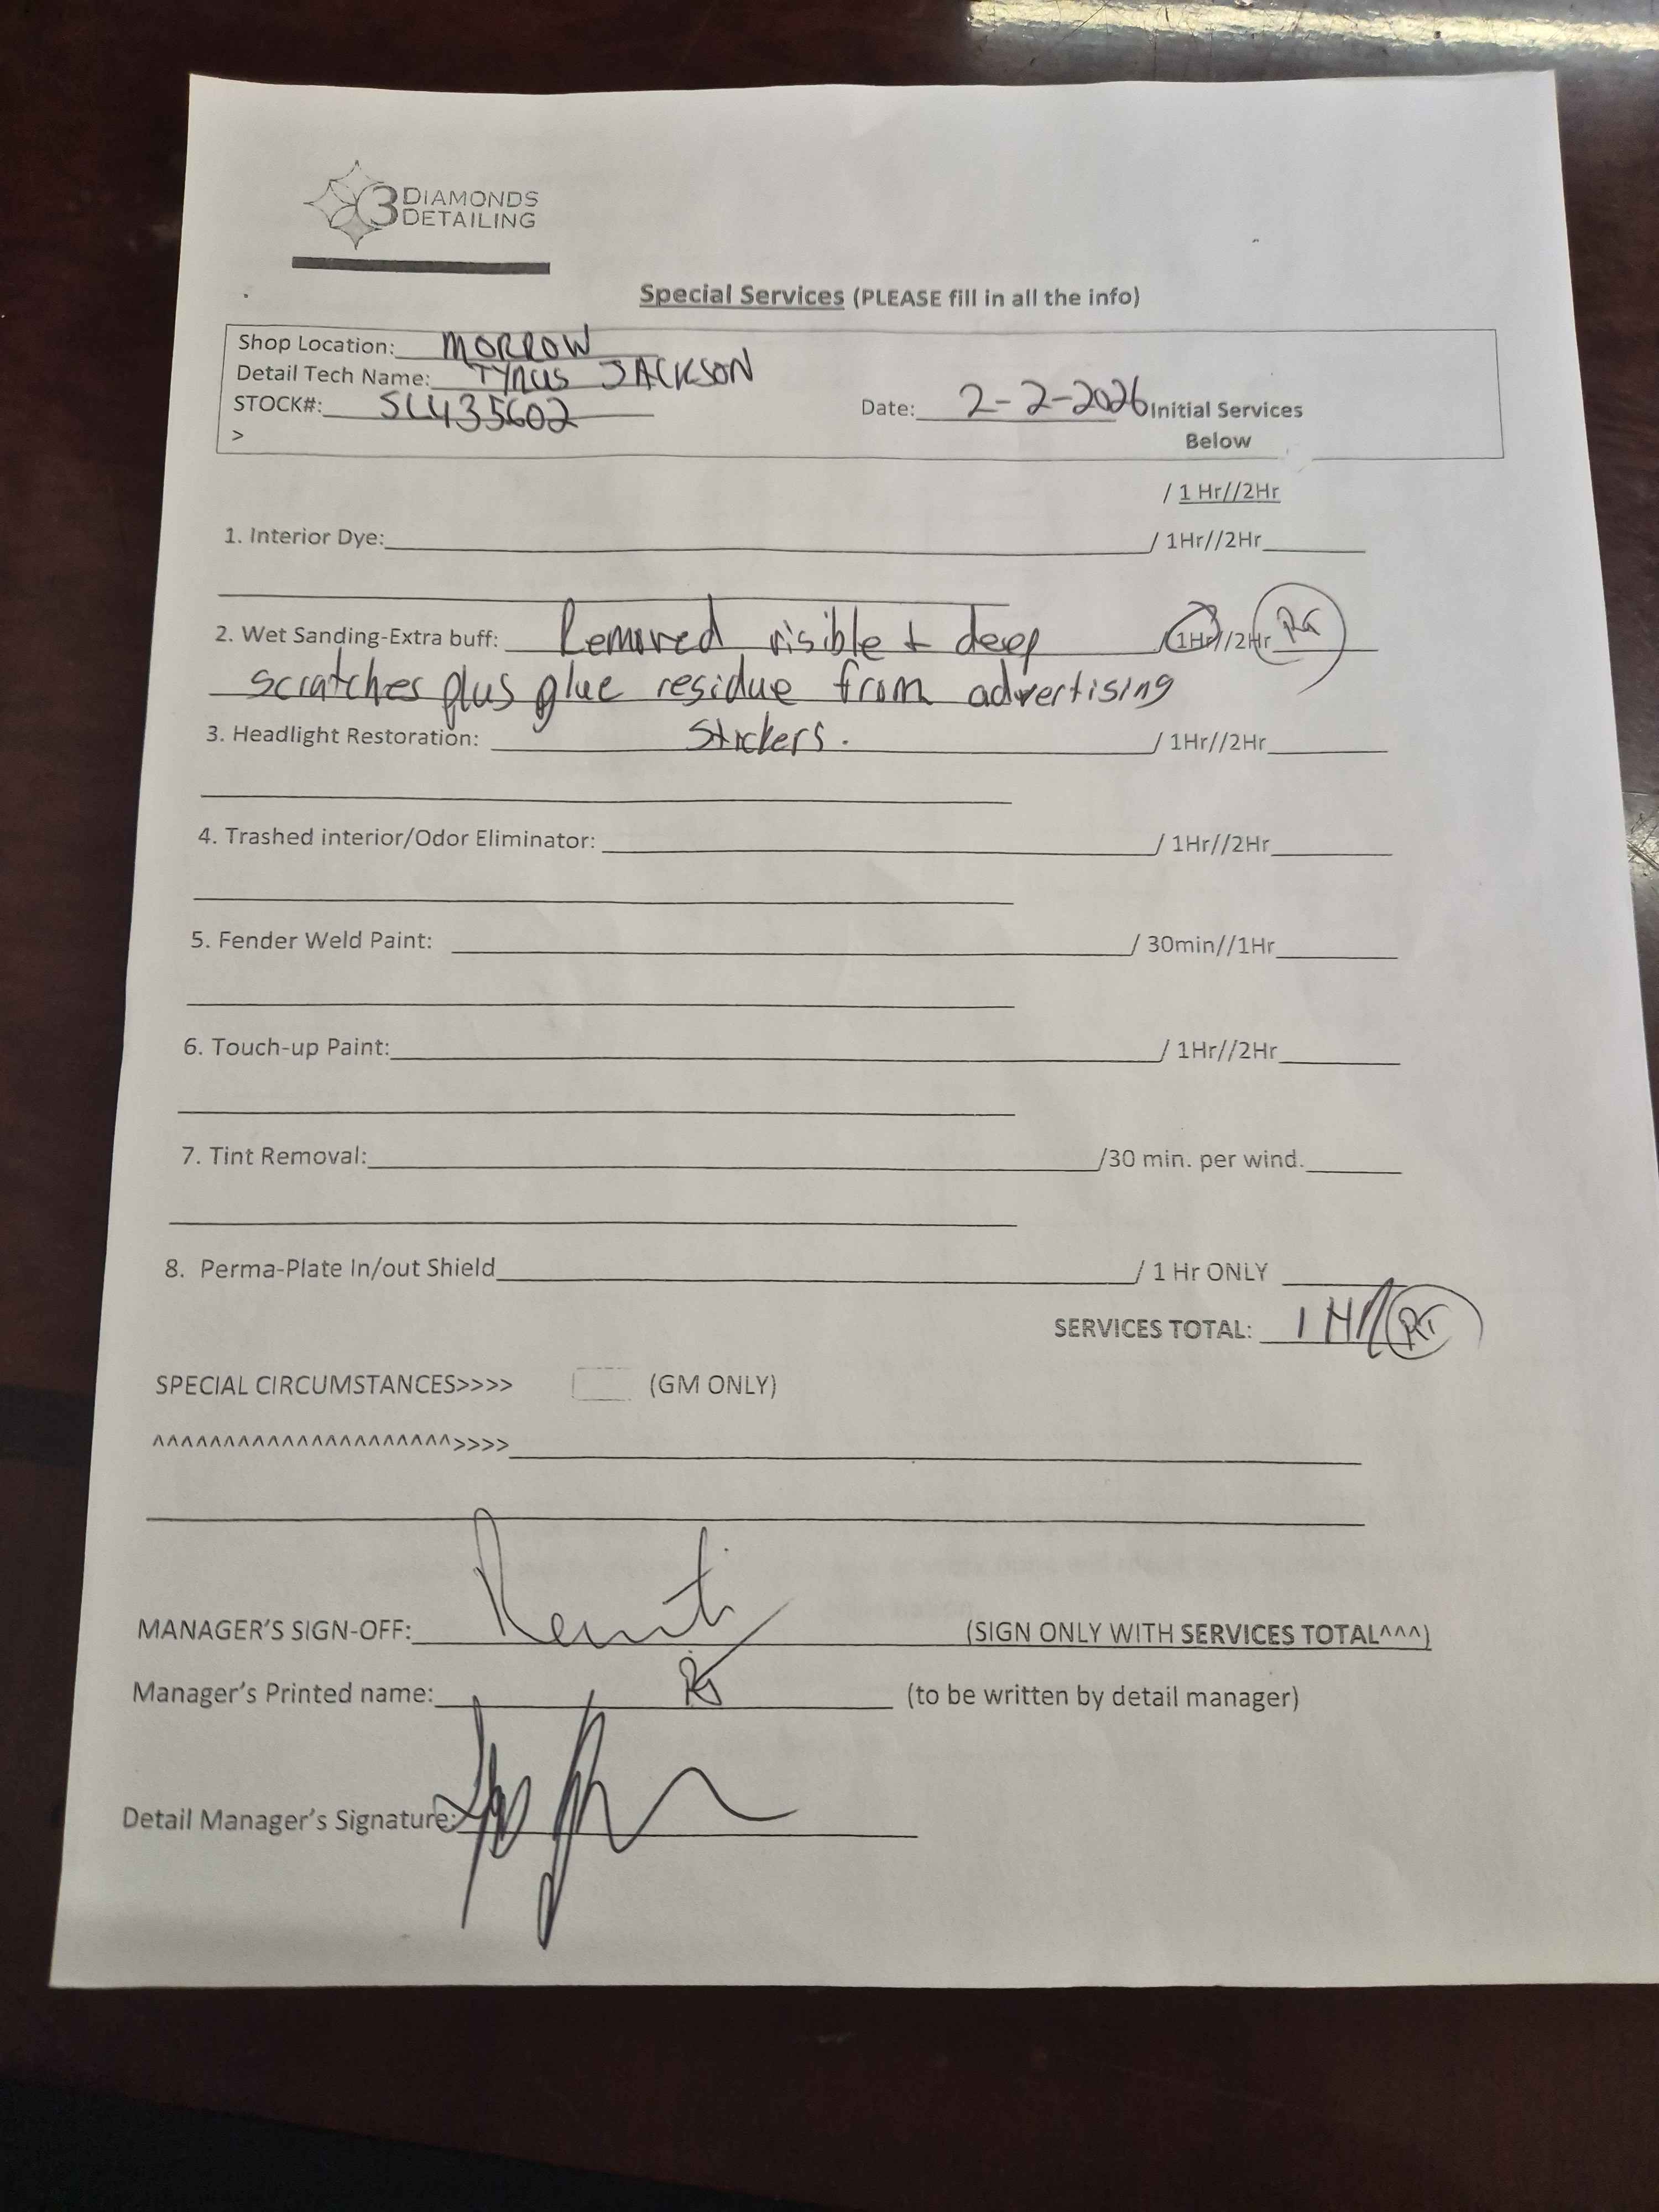 3 DIAMONDS
DETAILING
Special Services (PLEASE fill in all the info)
Shop Location: MORROW
Detail Tech Name: TYRUS JACKSON
STOCK#: SL435602 Date: 2-2-2026 Initial Services
> Below
/ 1 Hr//2Hr
1. Interior Dye: / 1Hr//2Hr
2. Wet Sanding-Extra buff: Removed visible + deep / 1Hr//2Hr RT
scratches plus glue residue from advertising
3. Headlight Restoration: stickers. / 1Hr//2Hr
4. Trashed interior/Odor Eliminator: / 1Hr//2Hr
5. Fender Weld Paint: / 30min//1Hr
6. Touch-up Paint: / 1Hr//2Hr
7. Tint Removal: /30 min. per wind.
8. Perma-Plate In/out Shield / 1 Hr ONLY
SERVICES TOTAL: 1 Hr RT
SPECIAL CIRCUMSTANCES>>>> (GM ONLY)
^^^^^^^^^^^^^^^^^^^^^>>>>
MANAGER'S SIGN-OFF: (SIGN ONLY WITH SERVICES TOTAL^^^)
Manager's Printed name: (to be written by detail manager)
Detail Manager's Signature: